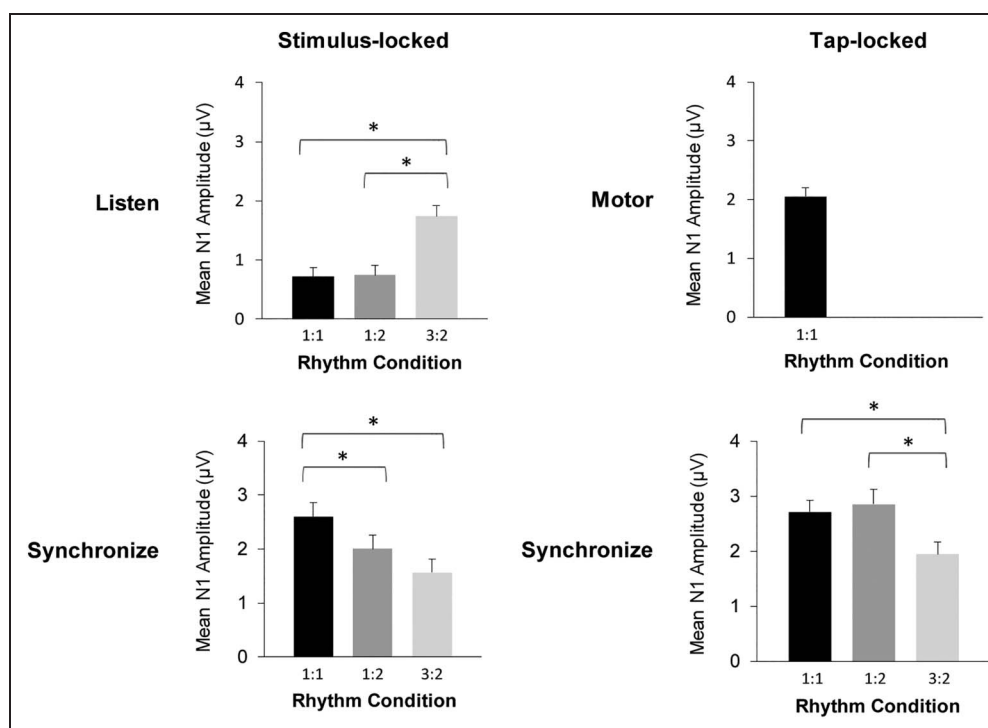 Stimulus-locked
Tap-locked
Listen
Mean N1 Amplitude (µV)
4
3
2
1
0
*
*
1:1 1:2 3:2
Rhythm Condition
Motor
Mean N1 Amplitude (µV)
4
3
2
1
0
1:1
Rhythm Condition
Synchronize
Mean N1 Amplitude (µV)
4
3
2
1
0
*
*
1:1 1:2 3:2
Rhythm Condition
Synchronize
Mean N1 Amplitude (µV)
4
3
2
1
0
*
*
1:1 1:2 3:2
Rhythm Condition